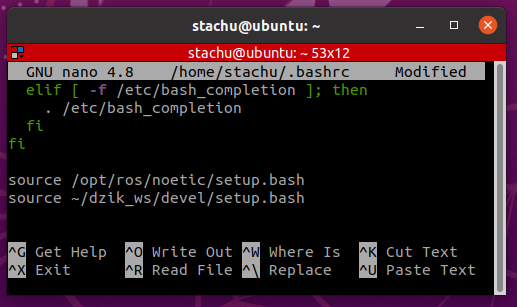 stachu@ubuntu: ~
stachu@ubuntu: ~ 53x12
GNU nano 4.8 /home/stachu/.bashrc Modified
elif [ -f /etc/bash_completion ]; then
. /etc/bash_completion
fi
fi
source /opt/ros/noetic/setup.bash
source ~/dzik_ws/devel/setup.bash
^G Get Help ^O Write Out ^W Where Is ^K Cut Text
^X Exit ^R Read File ^\ Replace ^U Paste Text